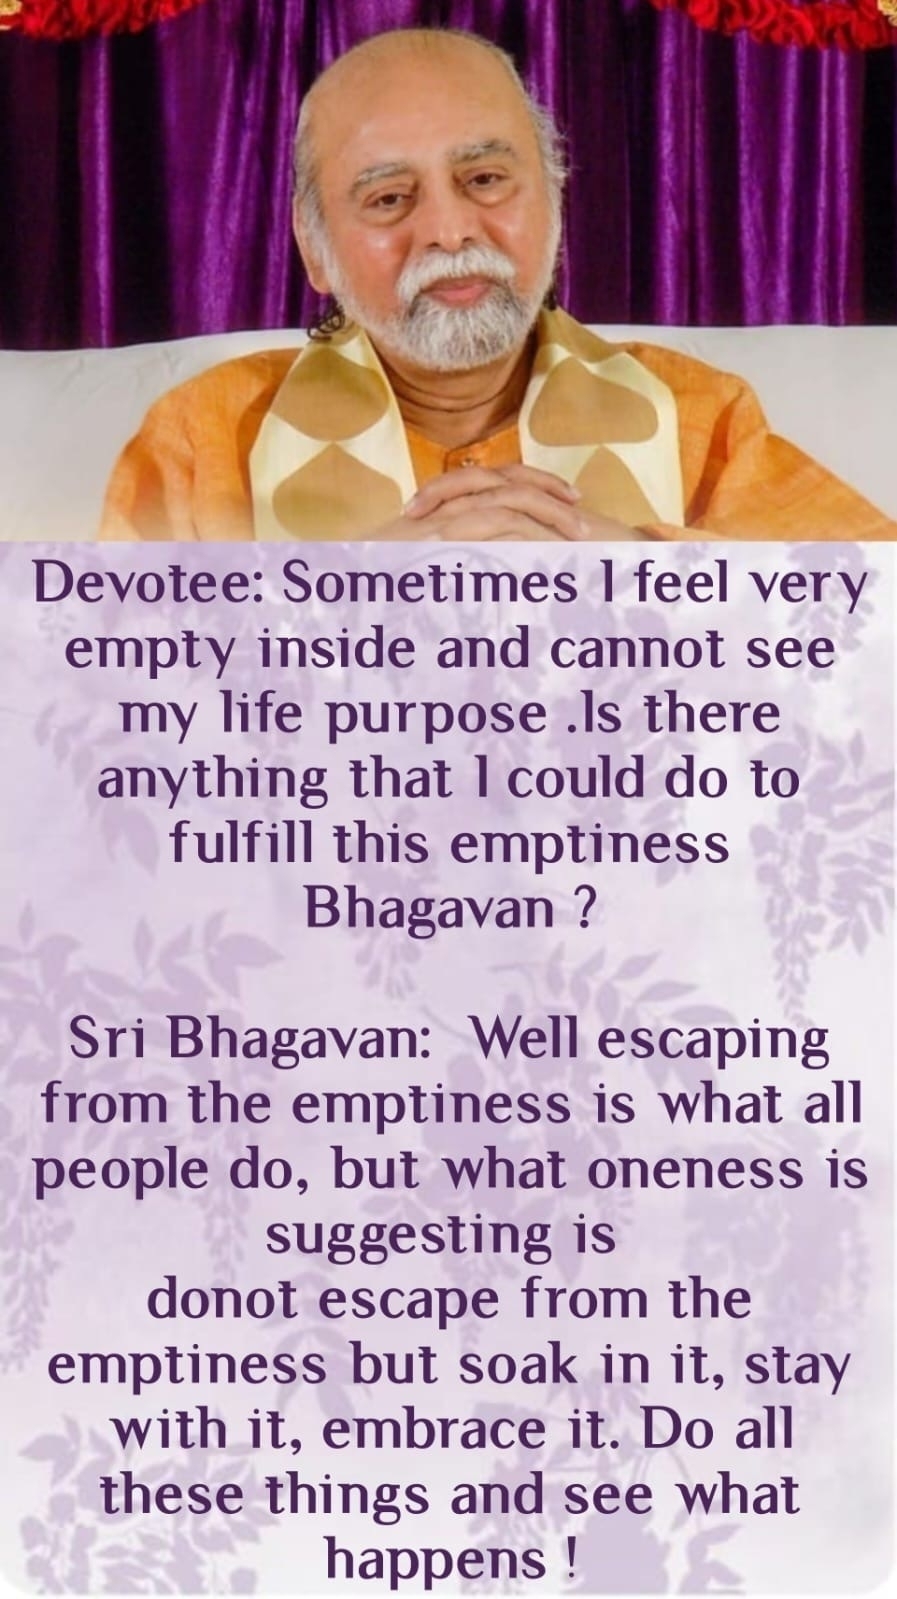 Devotee: Sometimes I feel very
empty inside and cannot see
my life purpose .Is there
anything that I could do to
fulfill this emptiness
Bhagavan ?
Sri Bhagavan: Well escaping
from the emptiness is what all
people do, but what oneness is
suggesting is
donot escape from the
emptiness but soak in it, stay
with it, embrace it. Do all
these things and see what
happens !